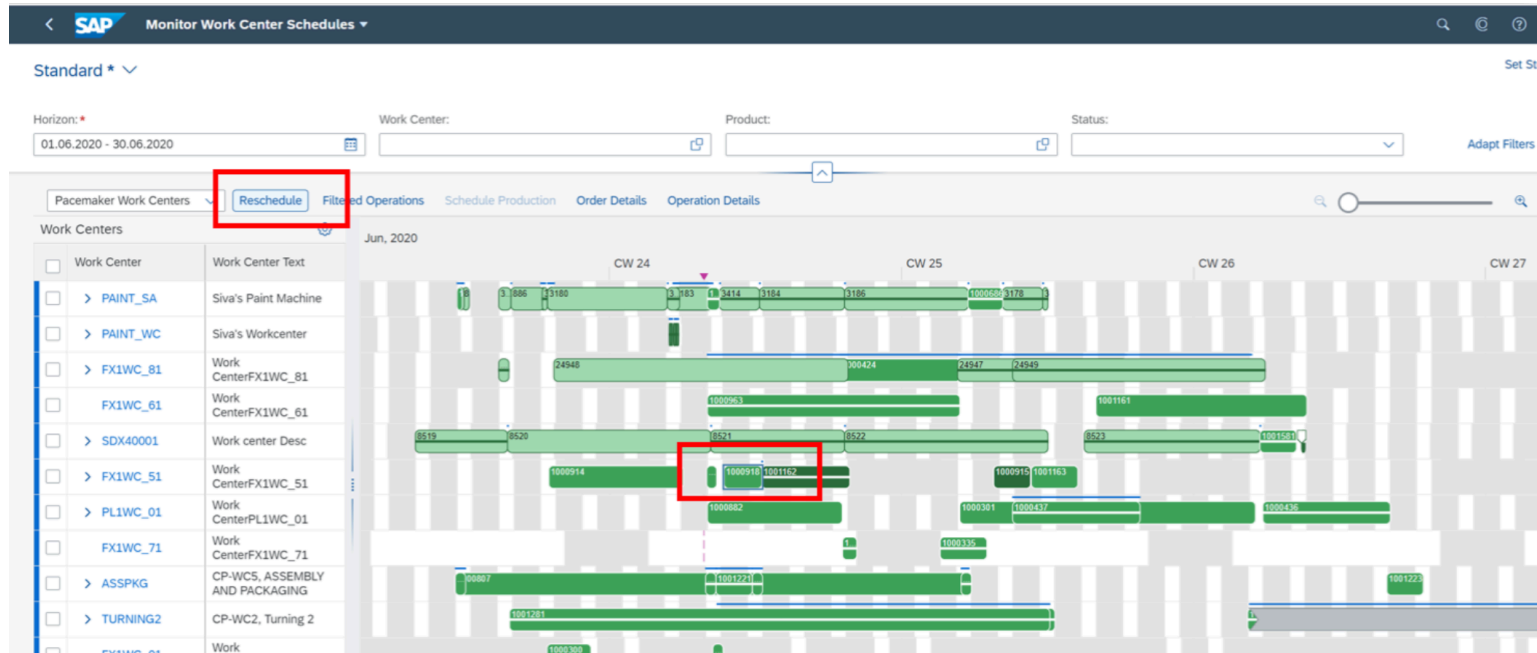 SAP Monitor Work Center Schedules
Standard *
Set St
Horizon:* Work Center: Product: Status:
01.06.2020 - 30.06.2020
Adapt Filters
Pacemaker Work Centers Reschedule Filtered Operations Schedule Production Order Details Operation Details
Work Centers
Jun, 2020
Work Center Work Center Text CW 24 CW 25 CW 26 CW 27
PAINT_SA Siva's Paint Machine 886 3180 183 3414 3184 3186 3178
PAINT_WC Siva's Workcenter
FX1WC_81 Work
CenterFX1WC_81
24948 000424 24947 24949
FX1WC_61 Work
CenterFX1WC_61
1000963 1001161
SDX40001 Work center Desc 8519 8520 8521 8522 8523 1001581
FX1WC_51 Work
CenterFX1WC_51
1000914 1000918 1001162 1000915 1001163
PL1WC_01 Work
CenterPL1WC_01
1000882 1000301 1000437 1000436
FX1WC_71 Work
CenterFX1WC_71
1000335
ASSPKG CP-WC5, ASSEMBLY
AND PACKAGING
00807 1001221 1001223
TURNING2 CP-WC2, Turning 2 1001281
Work
1000300